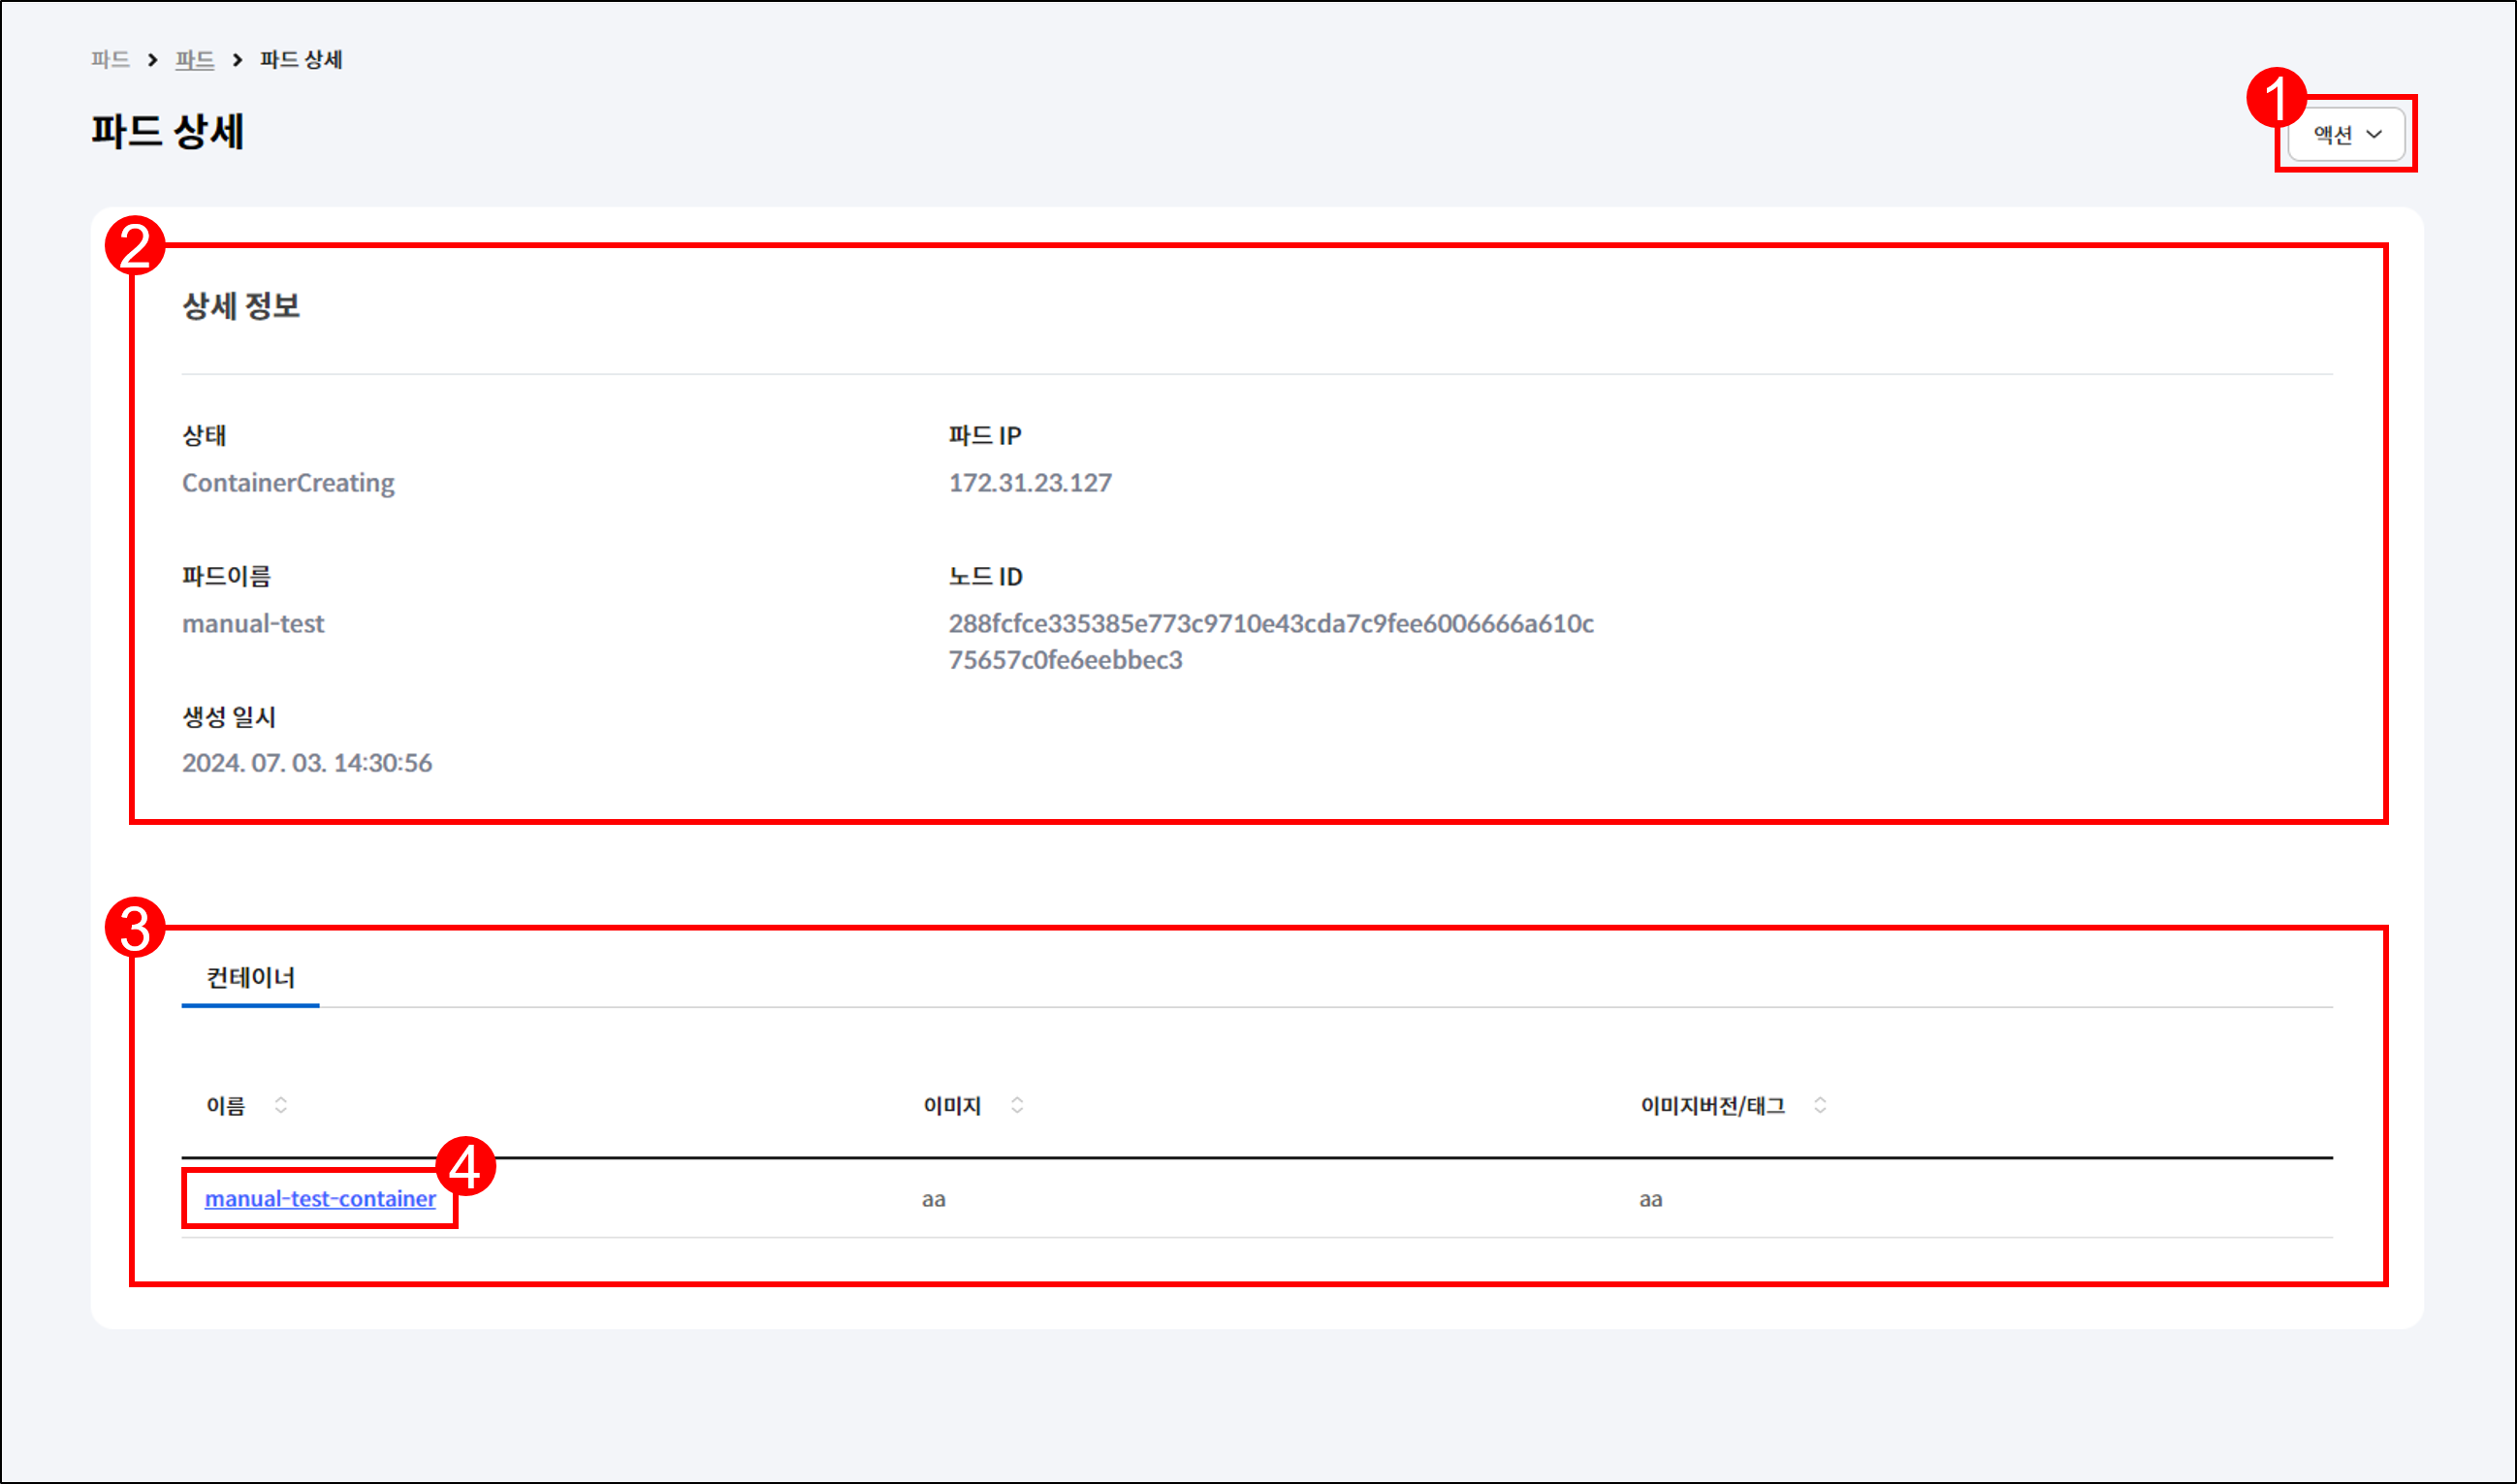 파드 > 파드 > 파드 상세
파드 상세
1
액션
2
상세 정보
상태
ContainerCreating
파드 IP
172.31.23.127
파드이름
manual-test
노드 ID
288fcfce335385e773c9710e43cda7c9fee6006666a610c
75657c0fe6eebbec3
생성 일시
2024. 07. 03. 14:30:56
3
컨테이너
이름 이미지 이미지버전/태그
4
manual-test-container aa aa